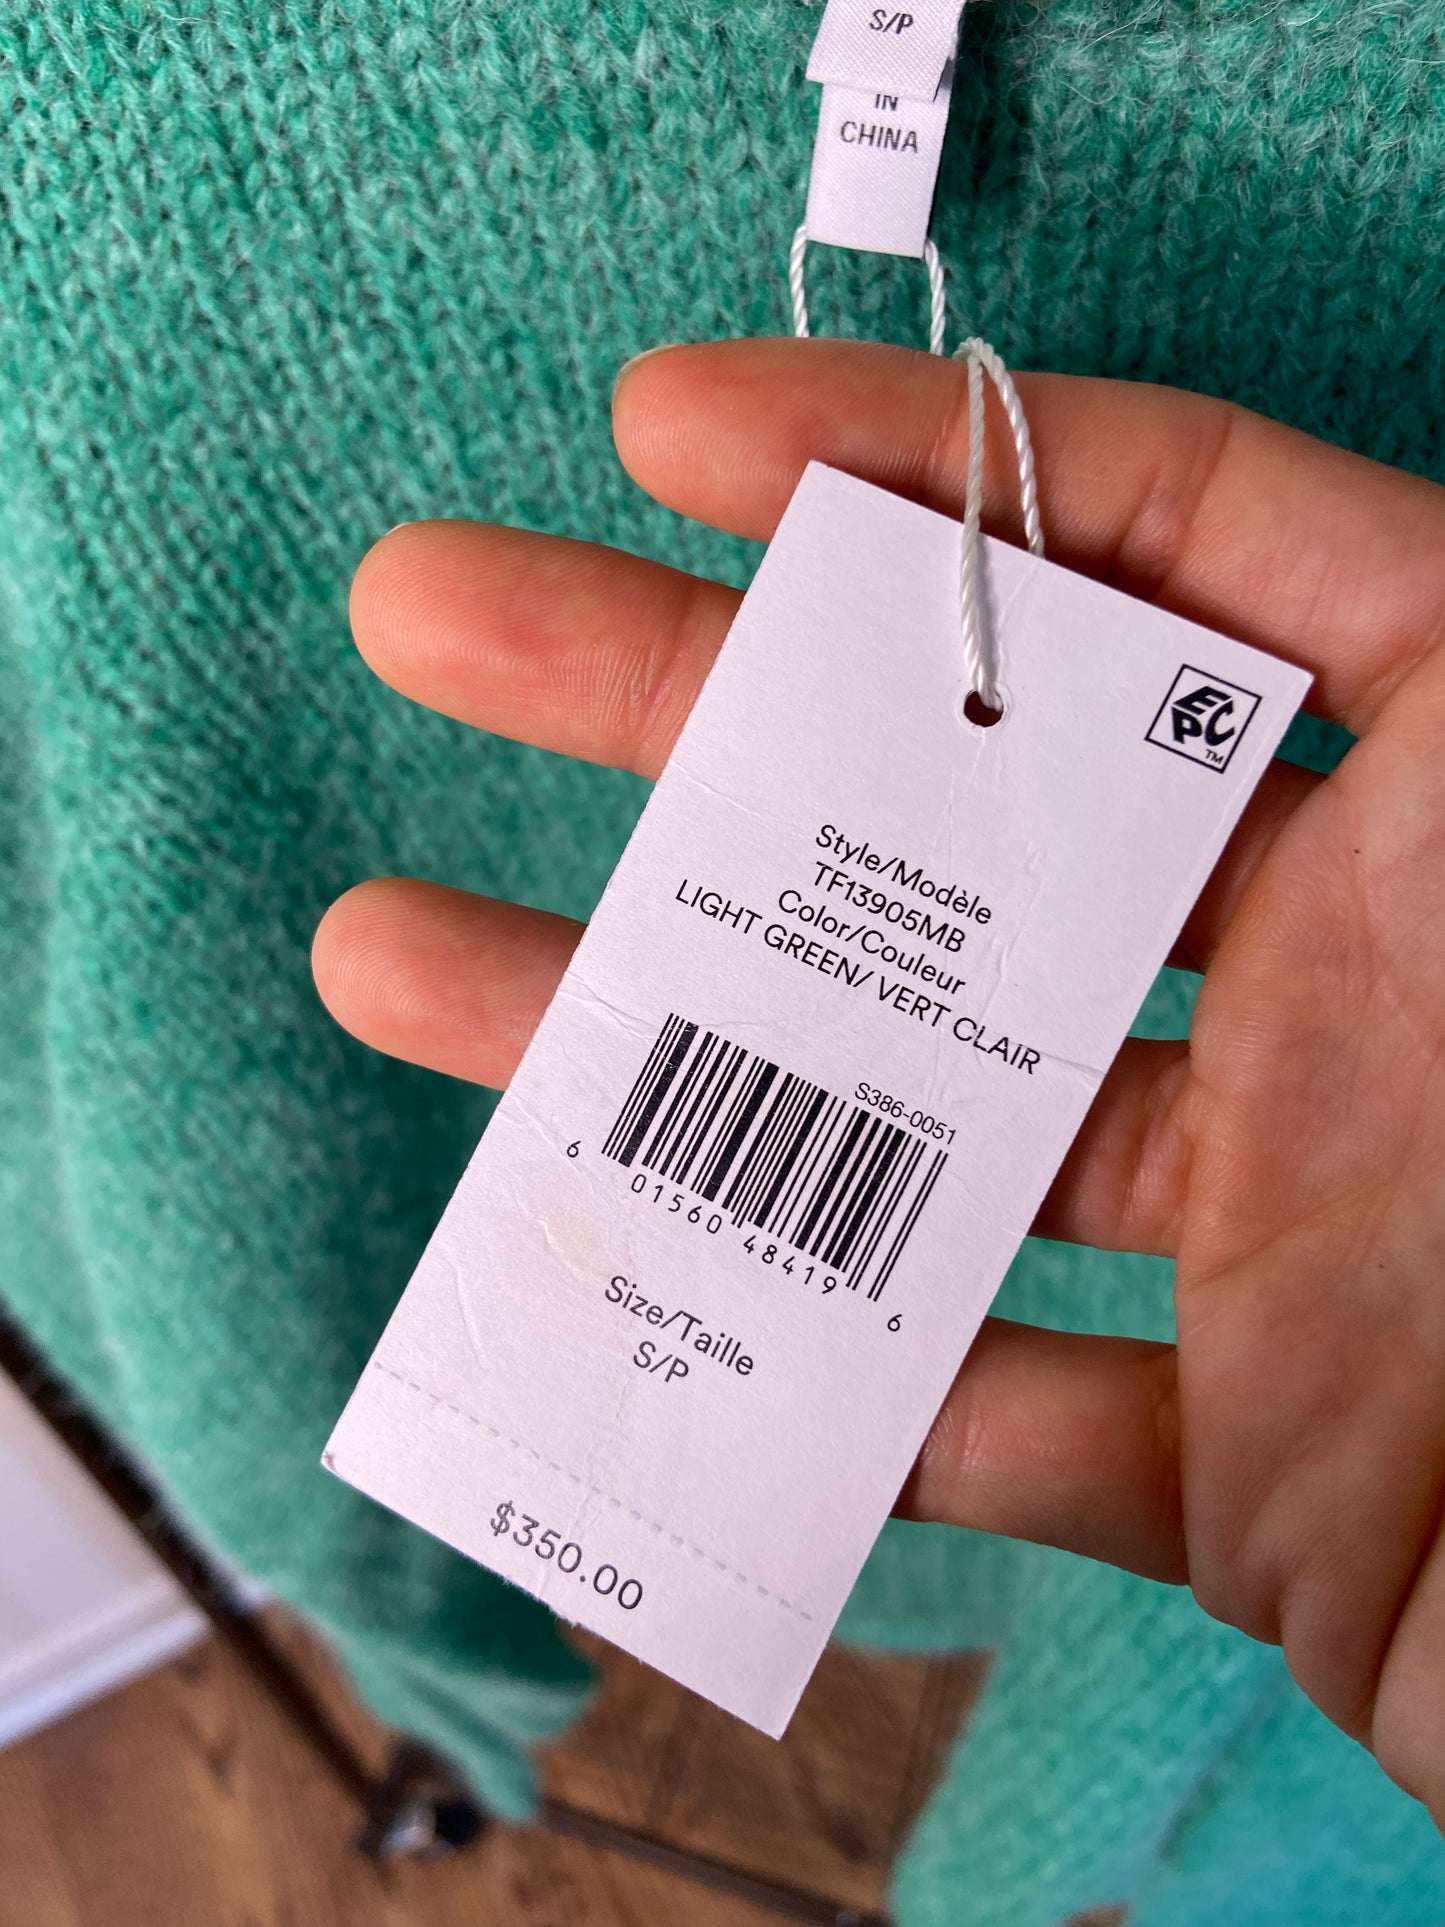 S/P
IN
CHINA
EPC
TM
Style/Modèle
TF13905MB
Color/Couleur
LIGHT GREEN/ VERT CLAIR
S386-0051
6 01560 48419 6
Size/Taille
S/P
$350.00